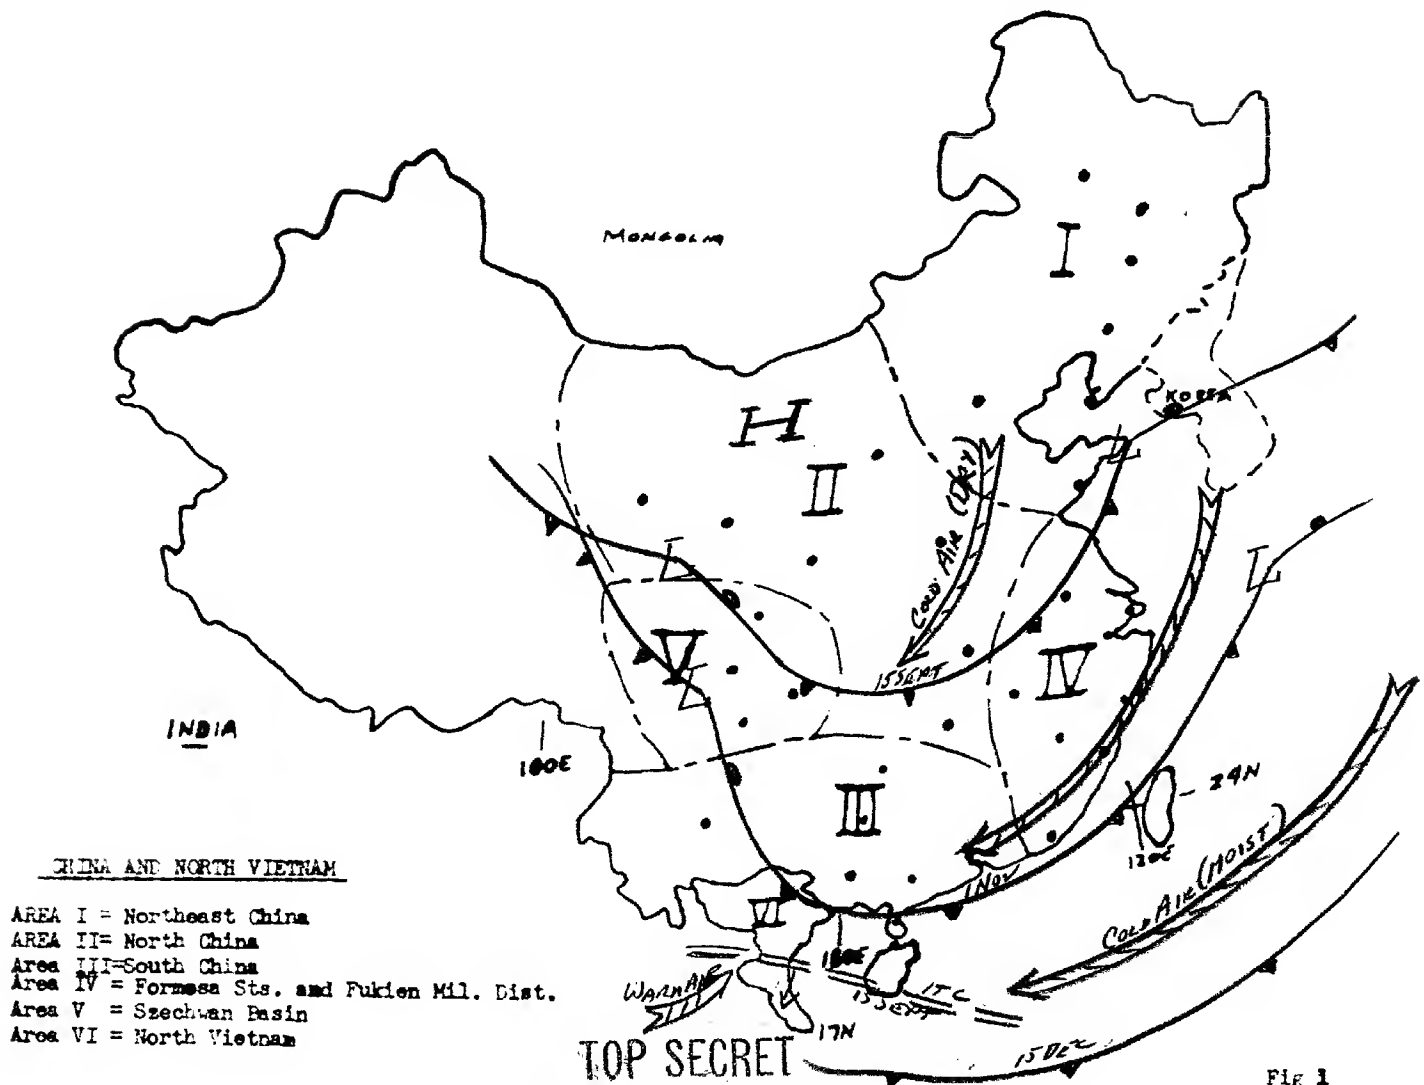 MONGOLIA
I
KOREA
H
II
COLD AIR (DRY)
L
L
L
V
L
IV
15 SEPT
INDIA
100E
24N
120E
III
1 NOV
COLD AIR (MOIST)
VI
CHINA AND NORTH VIETNAM
AREA I = Northeast China
AREA II= North China
Area III=South China
Area IV = Formosa Sts. and Fukien Mil. Dist.
Area V = Szechwan Basin
Area VI = North Vietnam
WARM AIR
15 SEPT
ITC
17N
15 DEC
TOP SECRET
Fig 1